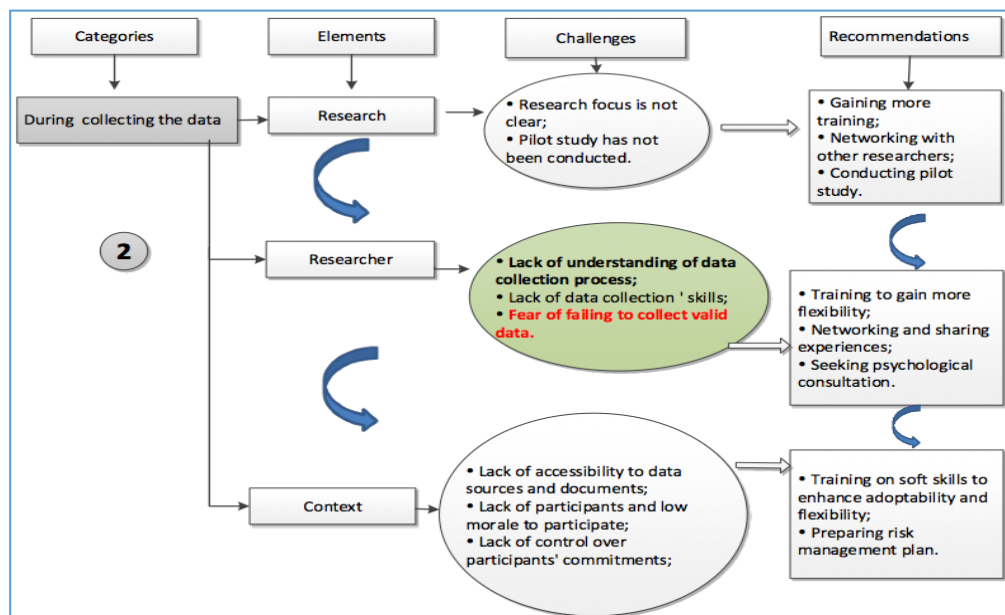 Categories
Elements
Challenges
Recommendations
During collecting the data
Research
• Research focus is not
clear;
• Pilot study has not
been conducted.
• Gaining more
training;
• Networking with
other researchers;
• Conducting pilot
study.
2
Researcher
• Lack of understanding of data
collection process;
• Lack of data collection ' skills;
• Fear of failing to collect valid
data.
• Training to gain more
flexibility;
• Networking and sharing
experiences;
• Seeking psychological
consultation.
Context
• Lack of accessibility to data
sources and documents;
• Lack of participants and low
morale to participate;
• Lack of control over
participants' commitments;
• Training on soft skills to
enhance adoptability and
flexibility;
• Preparing risk
management plan.